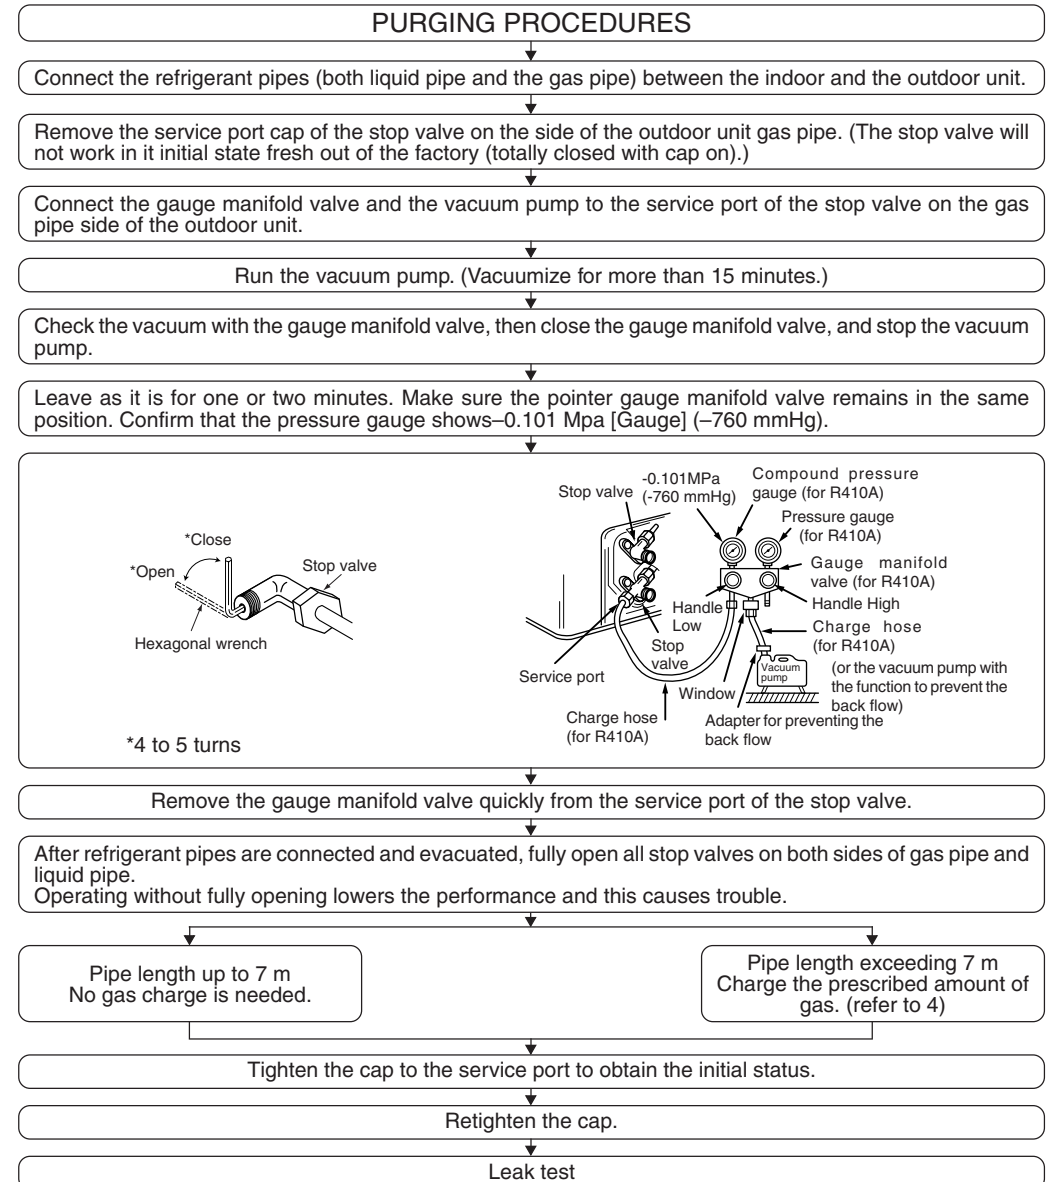 PURGING PROCEDURES
Connect the refrigerant pipes (both liquid pipe and the gas pipe) between the indoor and the outdoor unit.
Remove the service port cap of the stop valve on the side of the outdoor unit gas pipe. (The stop valve will
not work in it initial state fresh out of the factory (totally closed with cap on).)
Connect the gauge manifold valve and the vacuum pump to the service port of the stop valve on the gas
pipe side of the outdoor unit.
Run the vacuum pump. (Vacuumize for more than 15 minutes.)
Check the vacuum with the gauge manifold valve, then close the gauge manifold valve, and stop the vacuum
pump.
Leave as it is for one or two minutes. Make sure the pointer gauge manifold valve remains in the same
position. Confirm that the pressure gauge shows–0.101 Mpa [Gauge] (–760 mmHg).
*Close
*Open
Stop valve
Hexagonal wrench
*4 to 5 turns
Stop valve
-0.101MPa
(-760 mmHg)
Compound pressure
gauge (for R410A)
Pressure gauge
(for R410A)
Gauge manifold
valve (for R410A)
Handle
Low
Handle High
Stop
valve
Charge hose
(for R410A)
Service port
Window
Vacuum
pump
(or the vacuum pump with
the function to prevent the
back flow)
Charge hose
(for R410A)
Adapter for preventing the
back flow
Remove the gauge manifold valve quickly from the service port of the stop valve.
After refrigerant pipes are connected and evacuated, fully open all stop valves on both sides of gas pipe and
liquid pipe.
Operating without fully opening lowers the performance and this causes trouble.
Pipe length up to 7 m
No gas charge is needed.
Pipe length exceeding 7 m
Charge the prescribed amount of
gas. (refer to 4)
Tighten the cap to the service port to obtain the initial status.
Retighten the cap.
Leak test